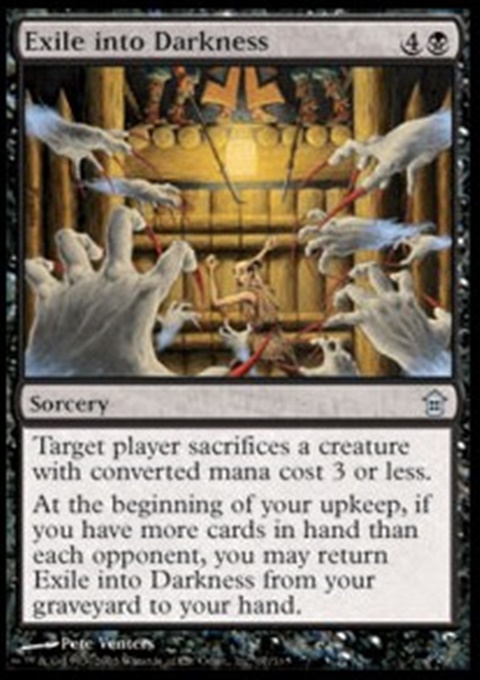 Exile into Darkness 4
Sorcery
Target player sacrifices a creature
with converted mana cost 3 or less.
At the beginning of your upkeep, if
you have more cards in hand than
each opponent, you may return
Exile into Darkness from your
graveyard to your hand.
Pete Venters